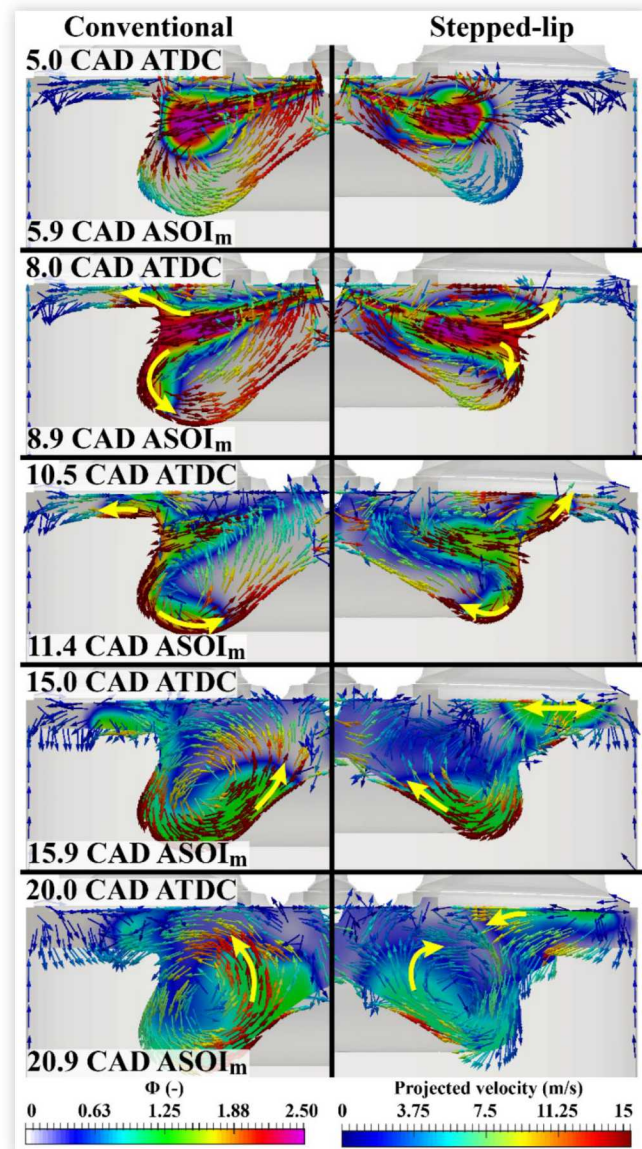 Conventional Stepped-lip
5.0 CAD ATDC
5.9 CAD ASOIm
8.0 CAD ATDC
8.9 CAD ASOIm
10.5 CAD ATDC
11.4 CAD ASOIm
15.0 CAD ATDC
15.9 CAD ASOIm
20.0 CAD ATDC
20.9 CAD ASOIm
Φ (-) Projected velocity (m/s)
0 0.63 1.25 1.88 2.50 0 3.75 7.5 11.25 15